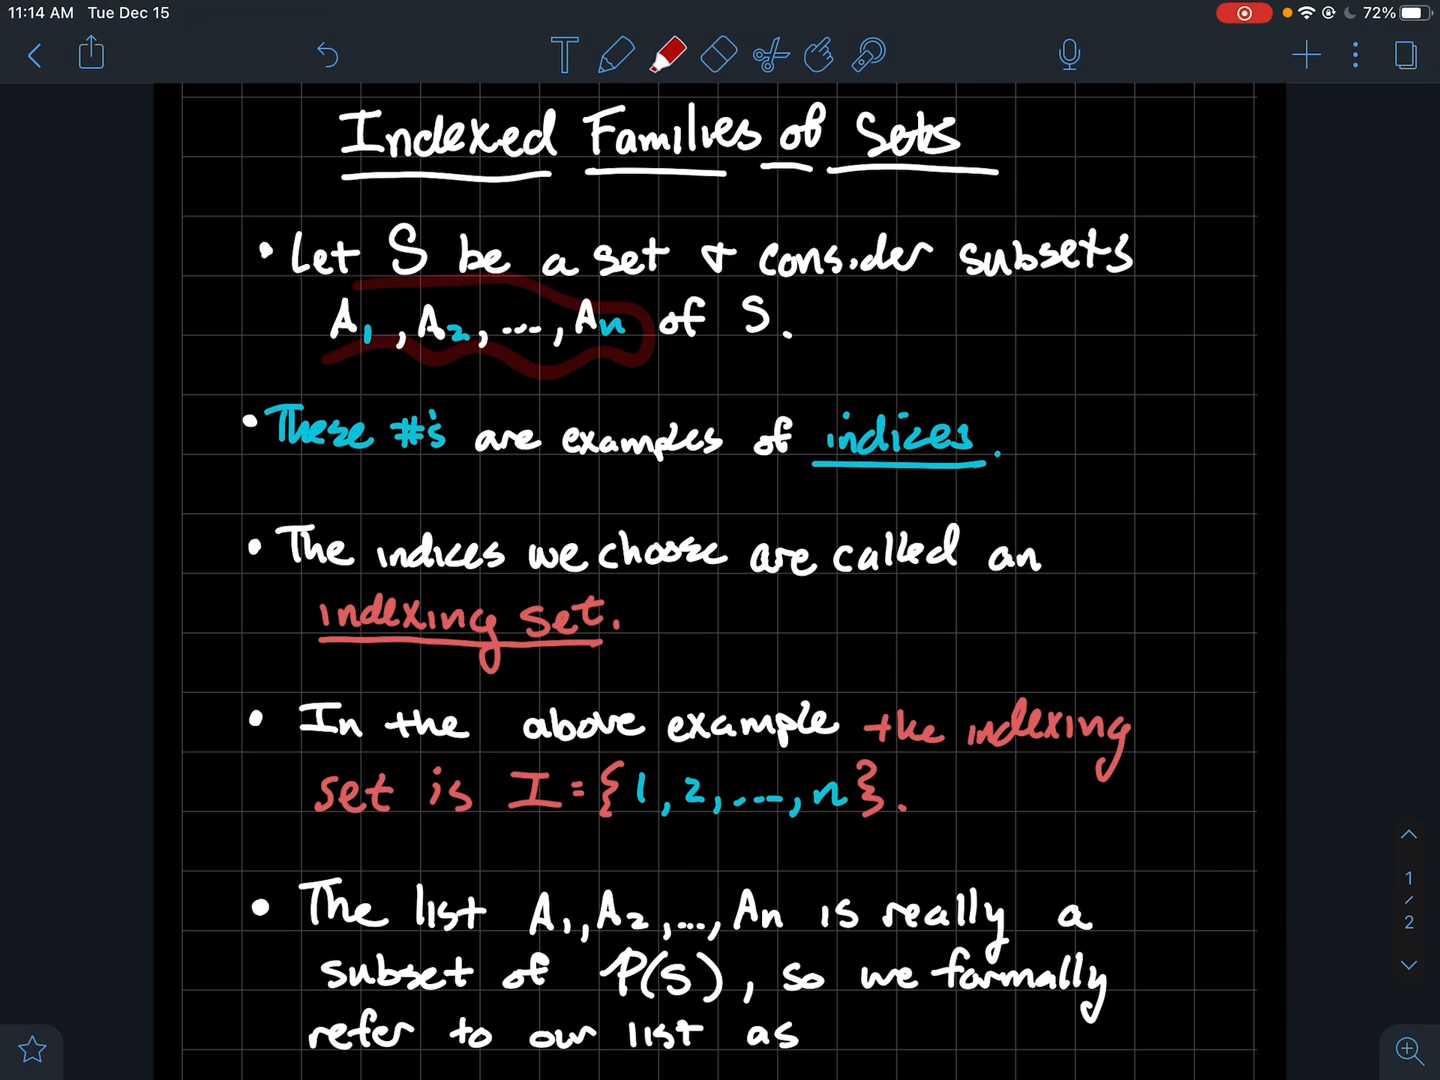 11:14 AM Tue Dec 15
72%
Indexed Families of Sets
• Let S be a set & consider subsets
A₁, A₂, ..., Aₙ of S.
• These #'s are examples of indices.
• The indices we choose are called an
indexing set.
• In the above example the indexing
set is I = {1, 2, ..., n}.
• The list A₁, A₂, ..., Aₙ is really a
subset of P(S), so we formally
refer to our list as
1
/
2